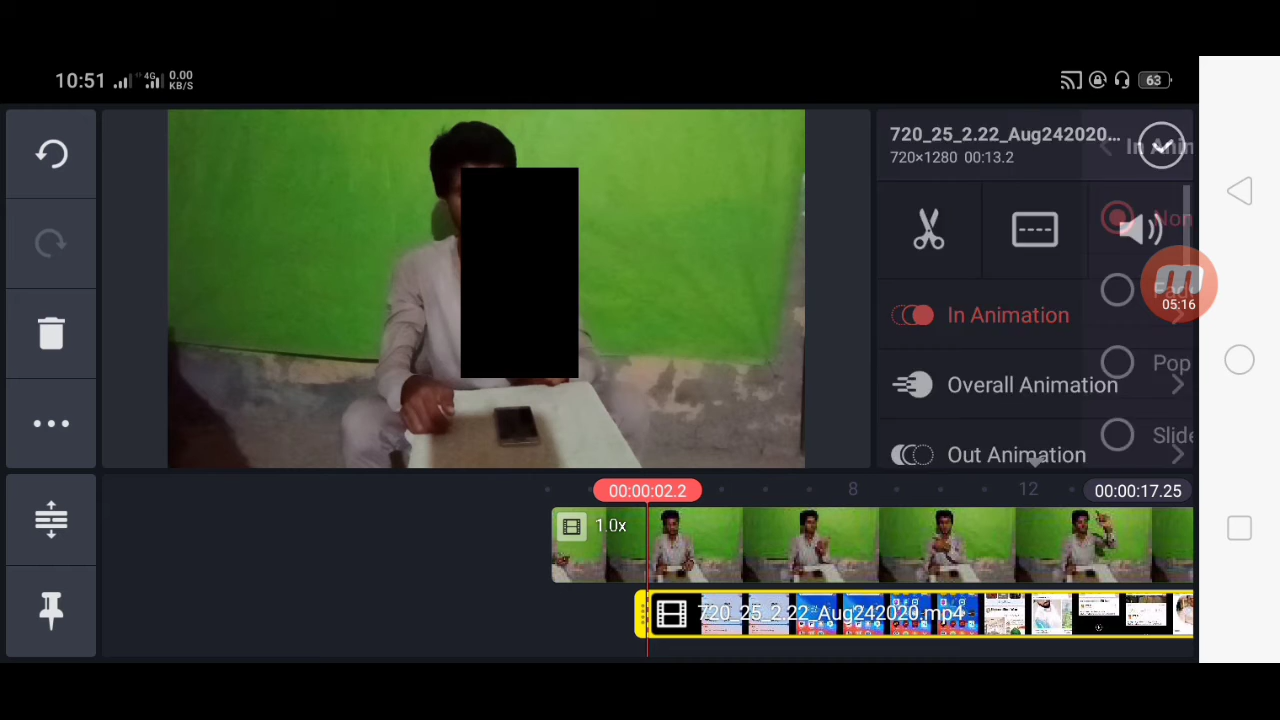 10:51 4G 0.00 KB/S 63
720_25_2.22_Aug242020...
720×1280 00:13.2
In Anim
Non
In Animation
Fade
05:16
Pop
Overall Animation
Slide
Out Animation
00:00:02.2 8 12 00:00:17.25
1.0x
720_25_2.22_Aug242020.mp4